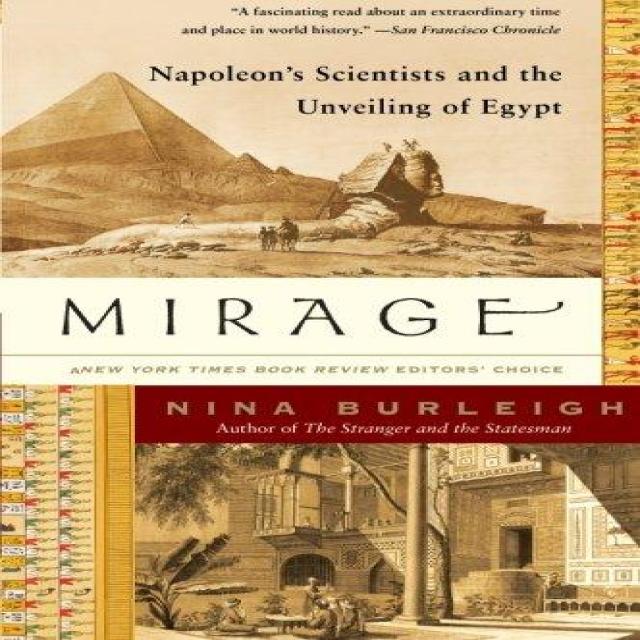 “A fascinating read about an extraordinary time
and place in world history.” —San Francisco Chronicle
Napoleon’s Scientists and the
Unveiling of Egypt
MIRAGE
A NEW YORK TIMES BOOK REVIEW EDITORS’ CHOICE
NINA BURLEIGH
Author of The Stranger and the Statesman